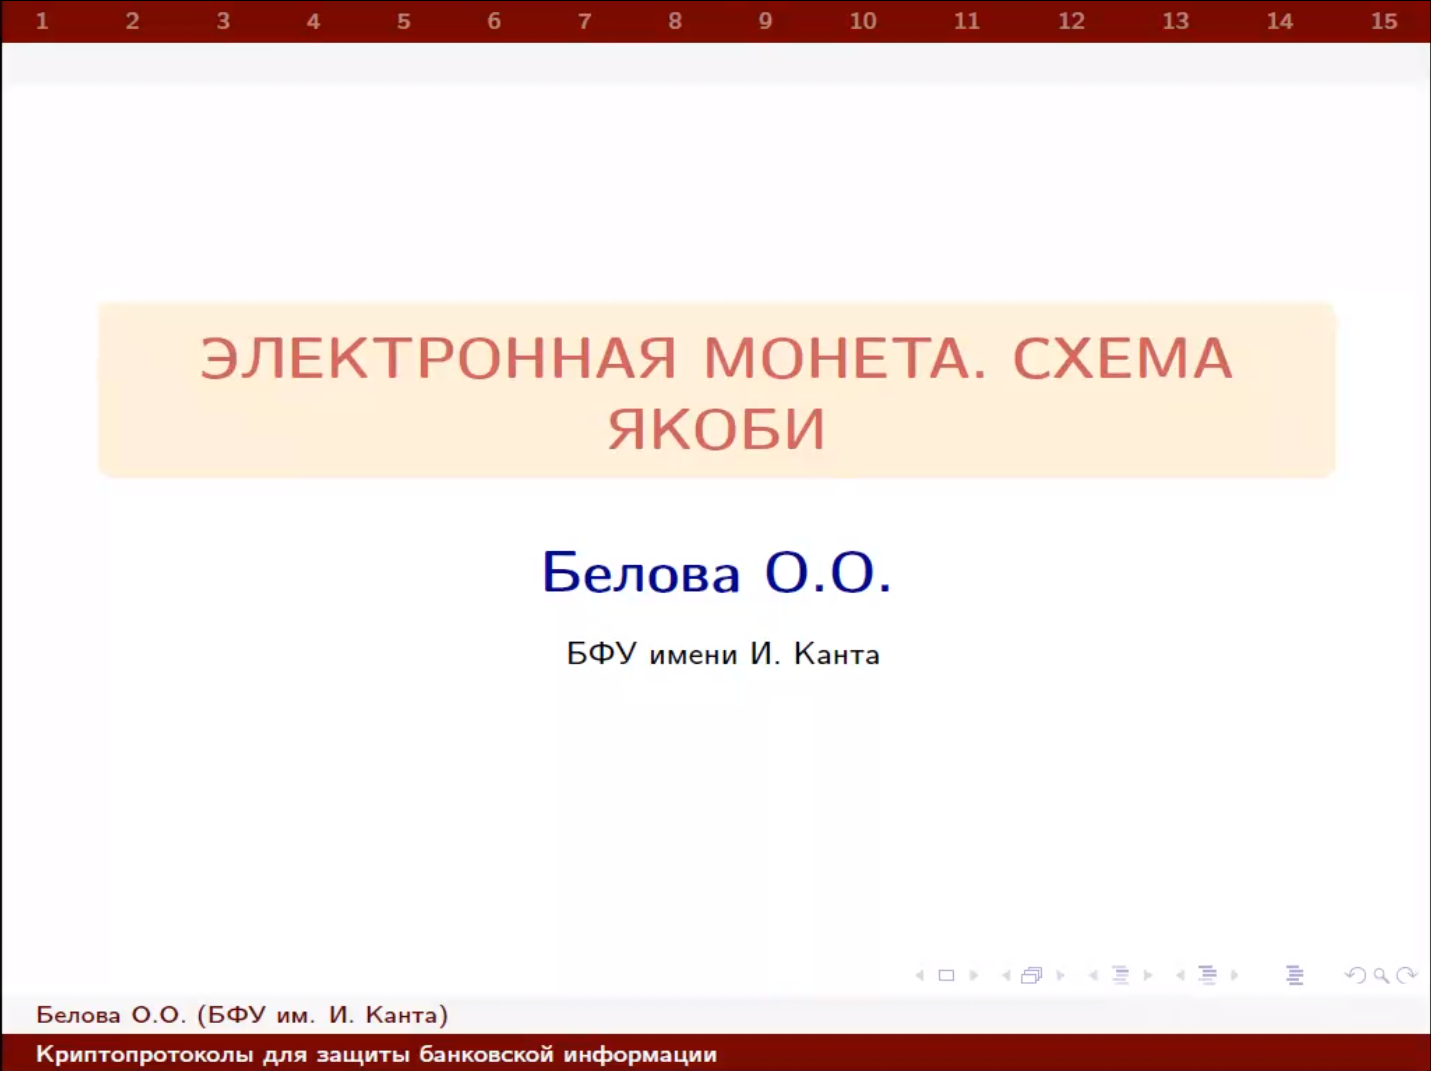 1 2 3 4 5 6 7 8 9 10 11 12 13 14 15
ЭЛЕКТРОННАЯ МОНЕТА. СХЕМА
ЯКОБИ
Белова О.О.
БФУ имени И. Канта
Белова О.О. (БФУ им. И. Канта)
Криптопротоколы для защиты банковской информации